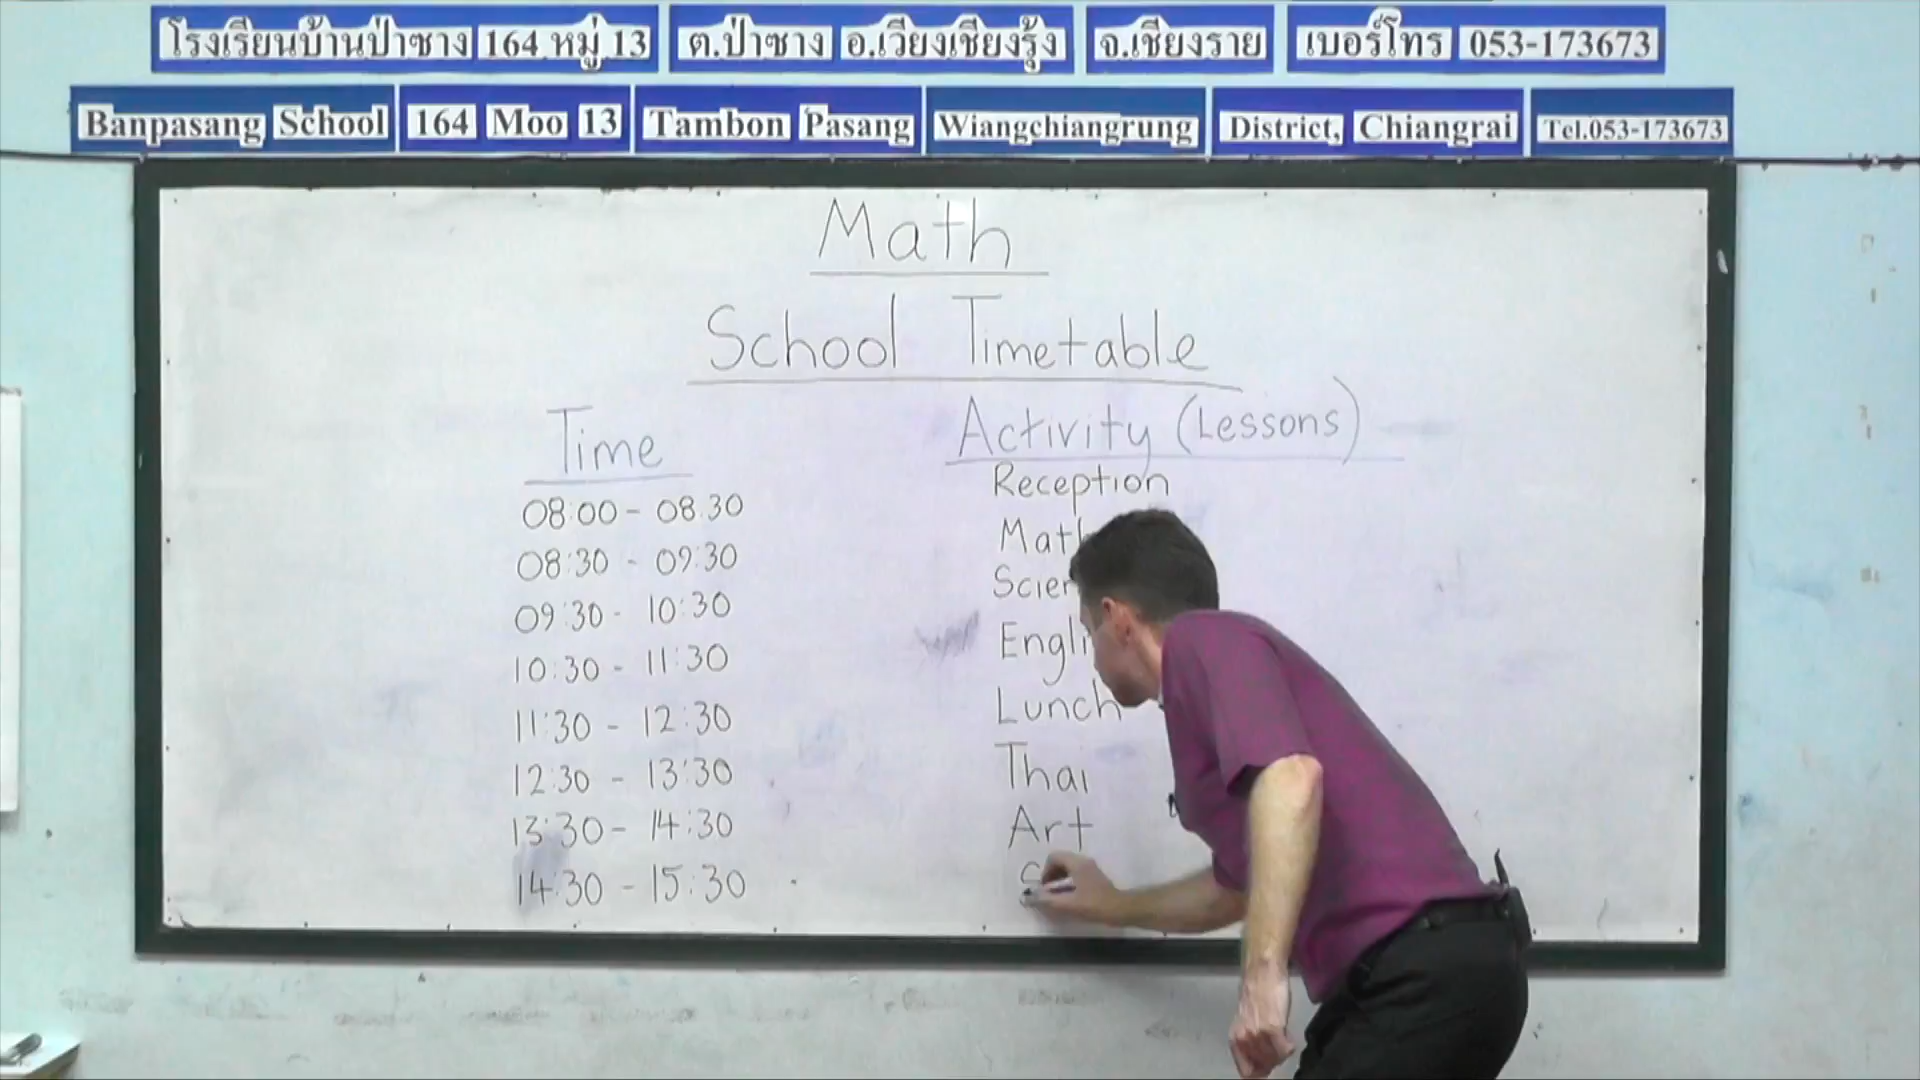 โรงเรียนบ้านป่าซาง 164 หมู่ 13 ต.ป่าซาง อ.เวียงเชียงรุ้ง จ.เชียงราย เบอร์โทร 053-173673
Banpasang School 164 Moo 13 Tambon Pasang Wiangchiangrung District, Chiangrai Tel.053-173673
Math
School Timetable
Time Activity (Lessons)
08:00 - 08:30 Reception
08:30 - 09:30 Math
09:30 - 10:30 Scien
10:30 - 11:30 Engli
11:30 - 12:30 Lunch
12:30 - 13:30 Thai
13:30 - 14:30 Art
14:30 - 15:30 S